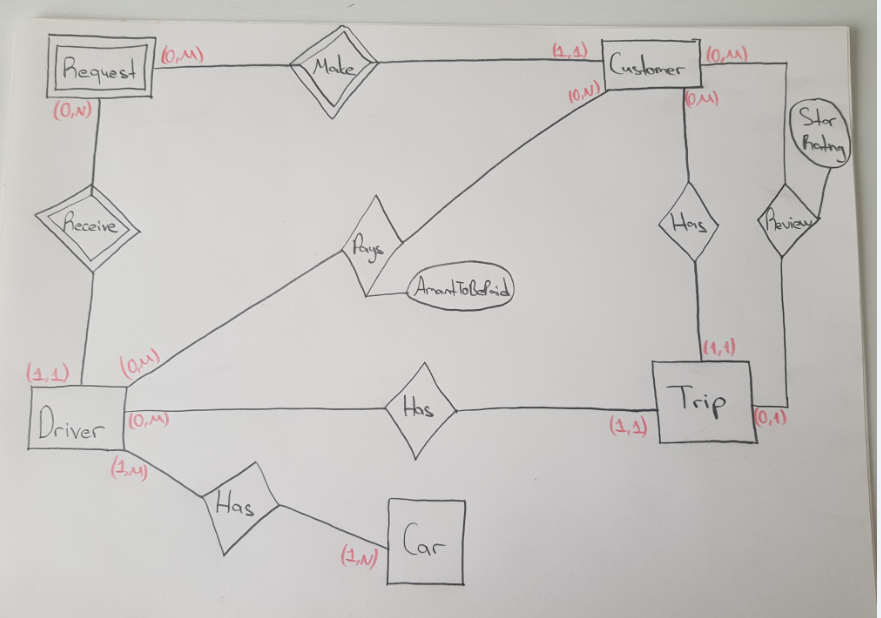 Request
(0,M)
Make
(1,1)
Customer
(0,M)
(0,N)
(0,N)
(0,M)
Star
Rating
Receive
Pays
Has
Review
AmantToBePaid
(1,1)
(0,M)
(1,1)
Driver
(0,M)
Has
(1,1)
Trip
(0,1)
(1,M)
Has
(1,N)
Car